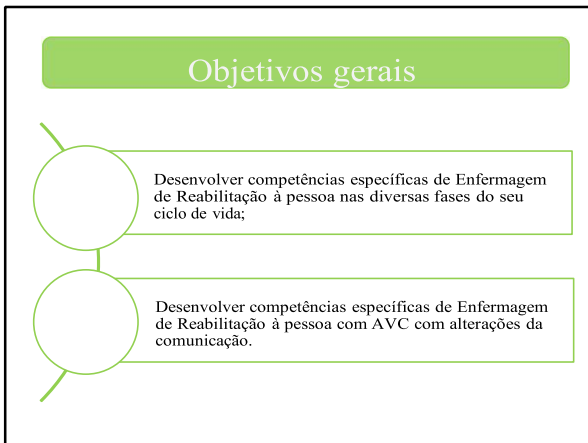 Objetivos gerais
Desenvolver competências específicas de Enfermagem
de Reabilitação à pessoa nas diversas fases do seu
ciclo de vida;
Desenvolver competências específicas de Enfermagem
de Reabilitação à pessoa com AVC com alterações da
comunicação.